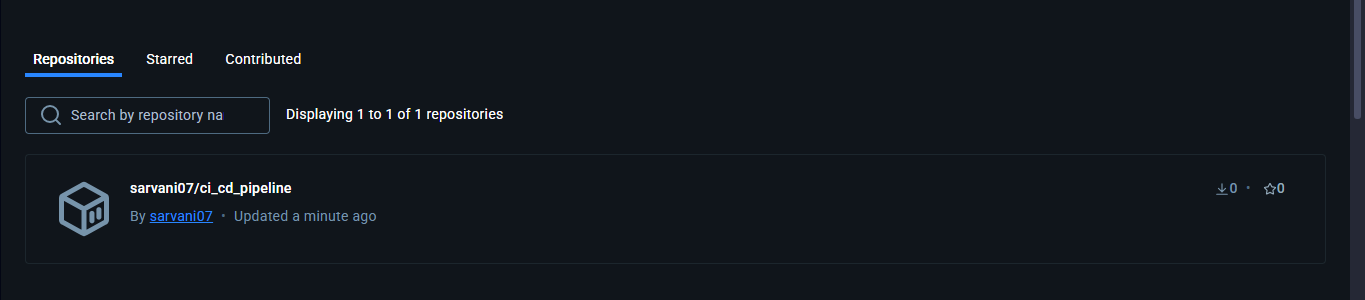 Repositories Starred Contributed
Search by repository na Displaying 1 to 1 of 1 repositories
sarvani07/ci_cd_pipeline 0 • 0
By sarvani07 • Updated a minute ago